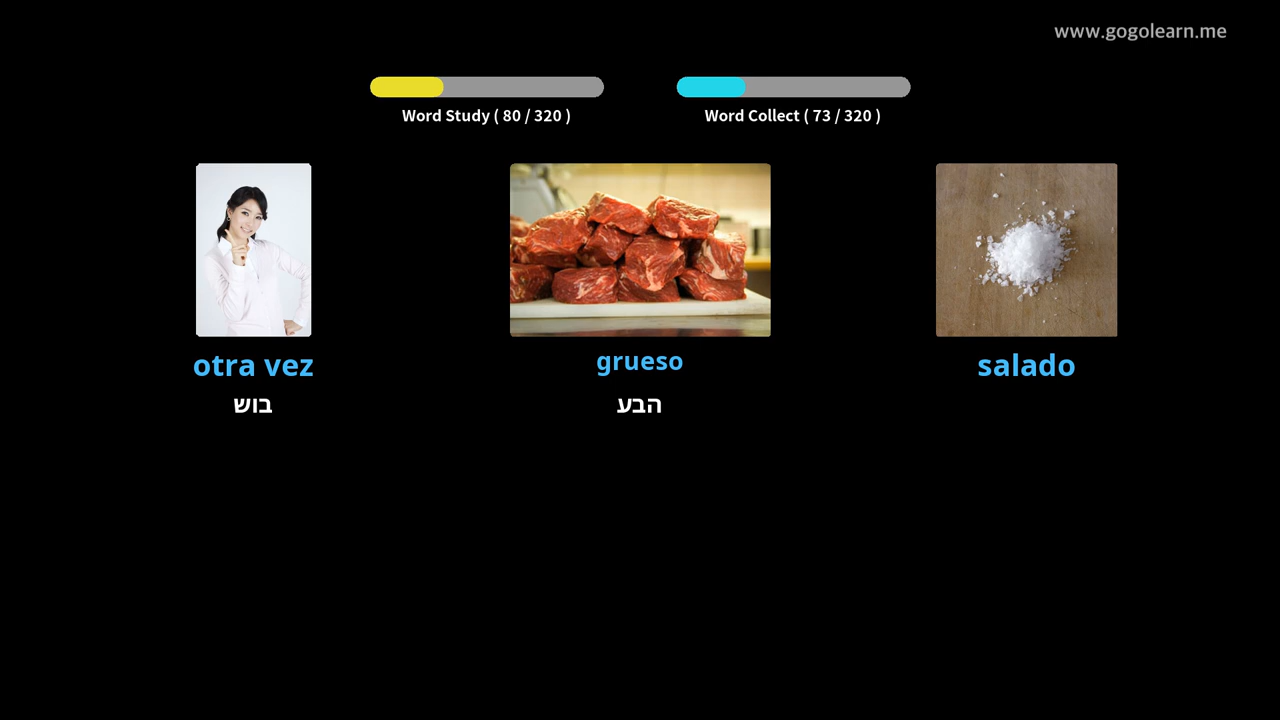 www.gogolearn.me
Word Study ( 80 / 320 )
Word Collect ( 73 / 320 )
otra vez
grueso
salado
בוש
הבע